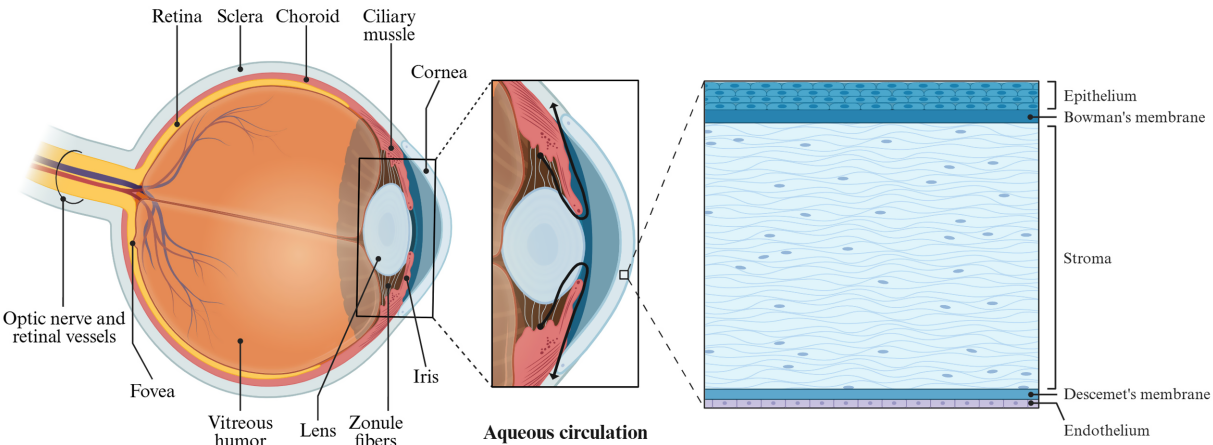 Retina
Sclera
Choroid
Ciliary
mussle
Cornea
Optic nerve and
retinal vessels
Fovea
Vitreous
humor
Lens
Zonule
fibers
Iris
Aqueous circulation
Epithelium
Bowman's membrane
Stroma
Descemet's membrane
Endothelium